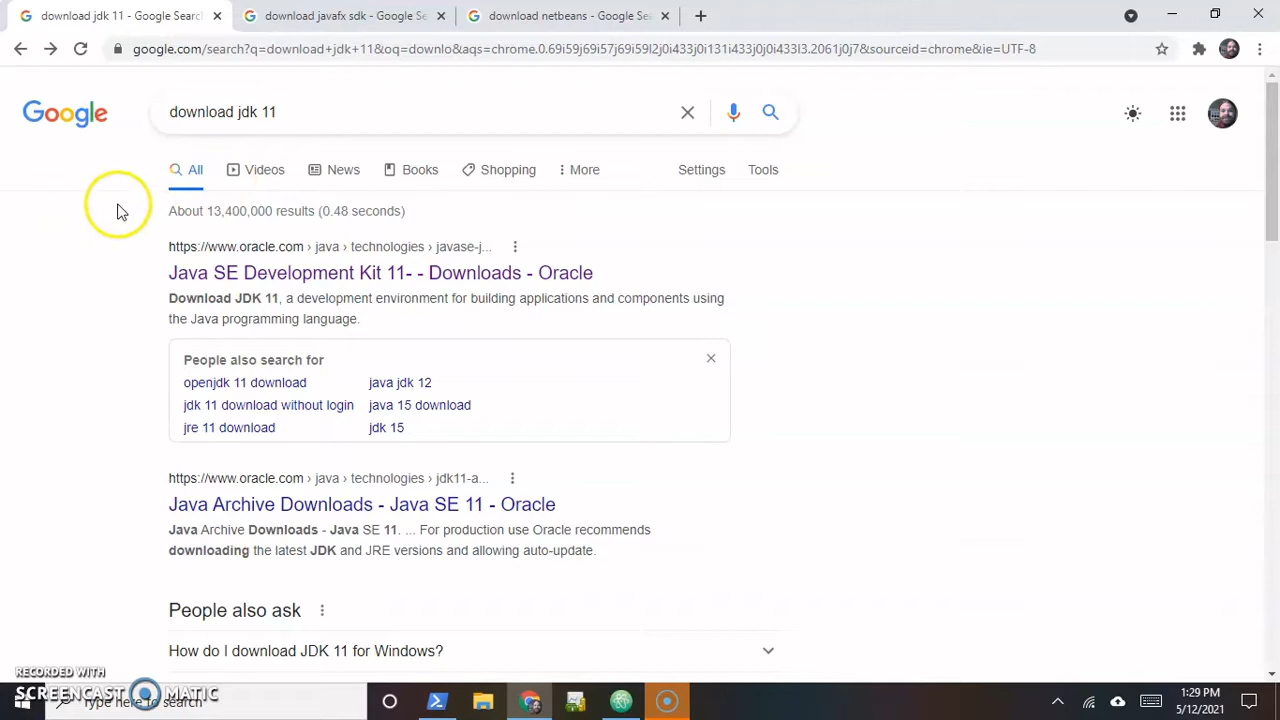 download jdk 11 - Google Search
download javafx sdk - Google Se
download netbeans - Google Sea
google.com/search?q=download+jdk+11&oq=downlo&aqs=chrome.0.69i59j69i57j69i59l2j0i433j0i131i433j0j0i433l3.2061j0j7&sourceid=chrome&ie=UTF-8
Google
download jdk 11
All
Videos
News
Books
Shopping
More
Settings
Tools
About 13,400,000 results (0.48 seconds)
https://www.oracle.com › java › technologies › javase-j...
Java SE Development Kit 11- - Downloads - Oracle
Download JDK 11, a development environment for building applications and components using
the Java programming language.
People also search for
openjdk 11 download
java jdk 12
jdk 11 download without login
java 15 download
jre 11 download
jdk 15
https://www.oracle.com › java › technologies › jdk11-a...
Java Archive Downloads - Java SE 11 - Oracle
Java Archive Downloads - Java SE 11. ... For production use Oracle recommends
downloading the latest JDK and JRE versions and allowing auto-update.
People also ask
How do I download JDK 11 for Windows?
RECORDED WITH
SCREENCAST MATIC
Type here to search
1:29 PM
5/12/2021